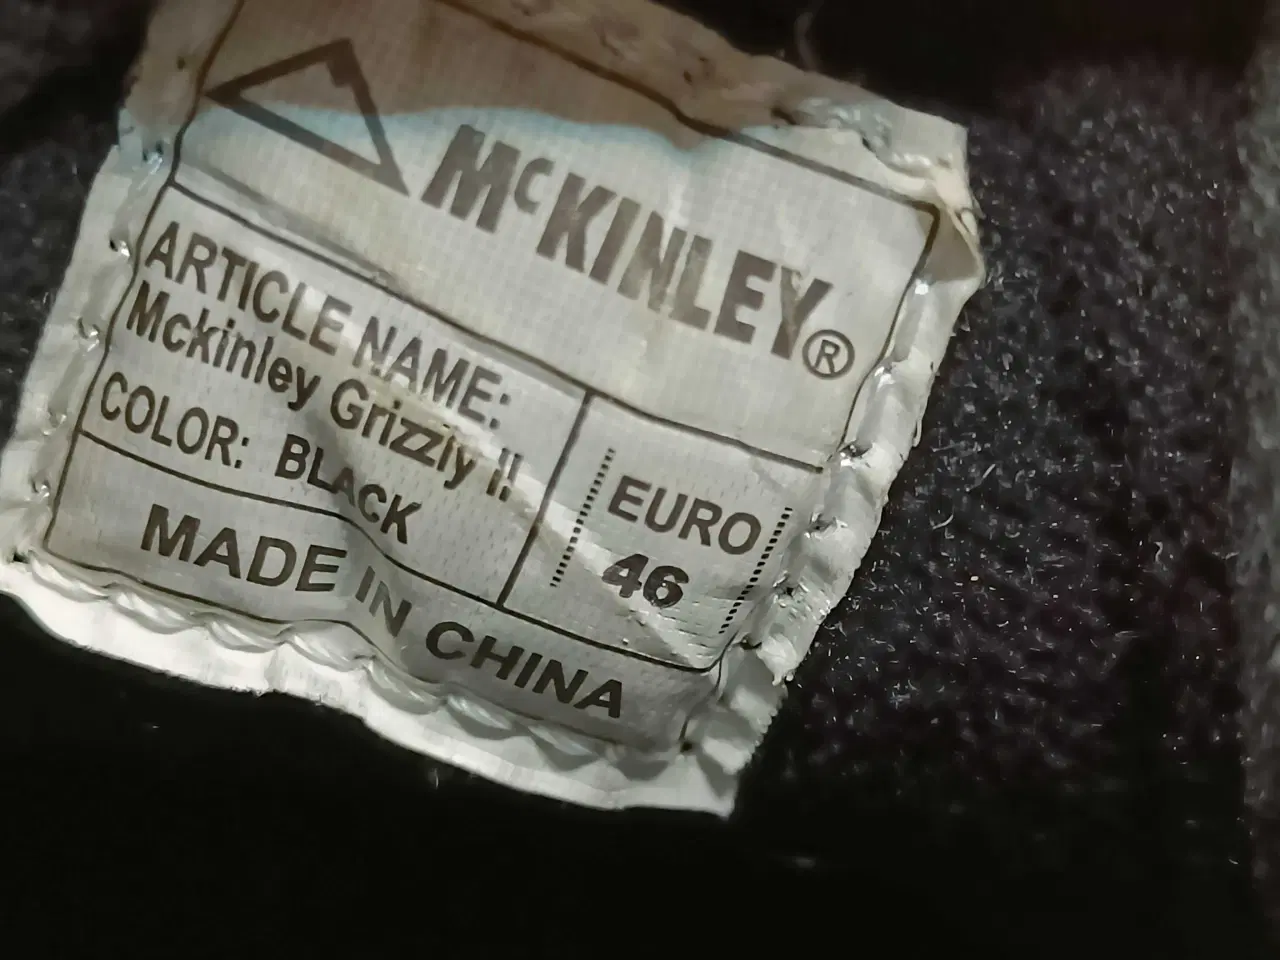 McKINLEY®
ARTICLE NAME:
Mckinley Grizzly II
COLOR: BLACK
EURO
46
MADE IN CHINA